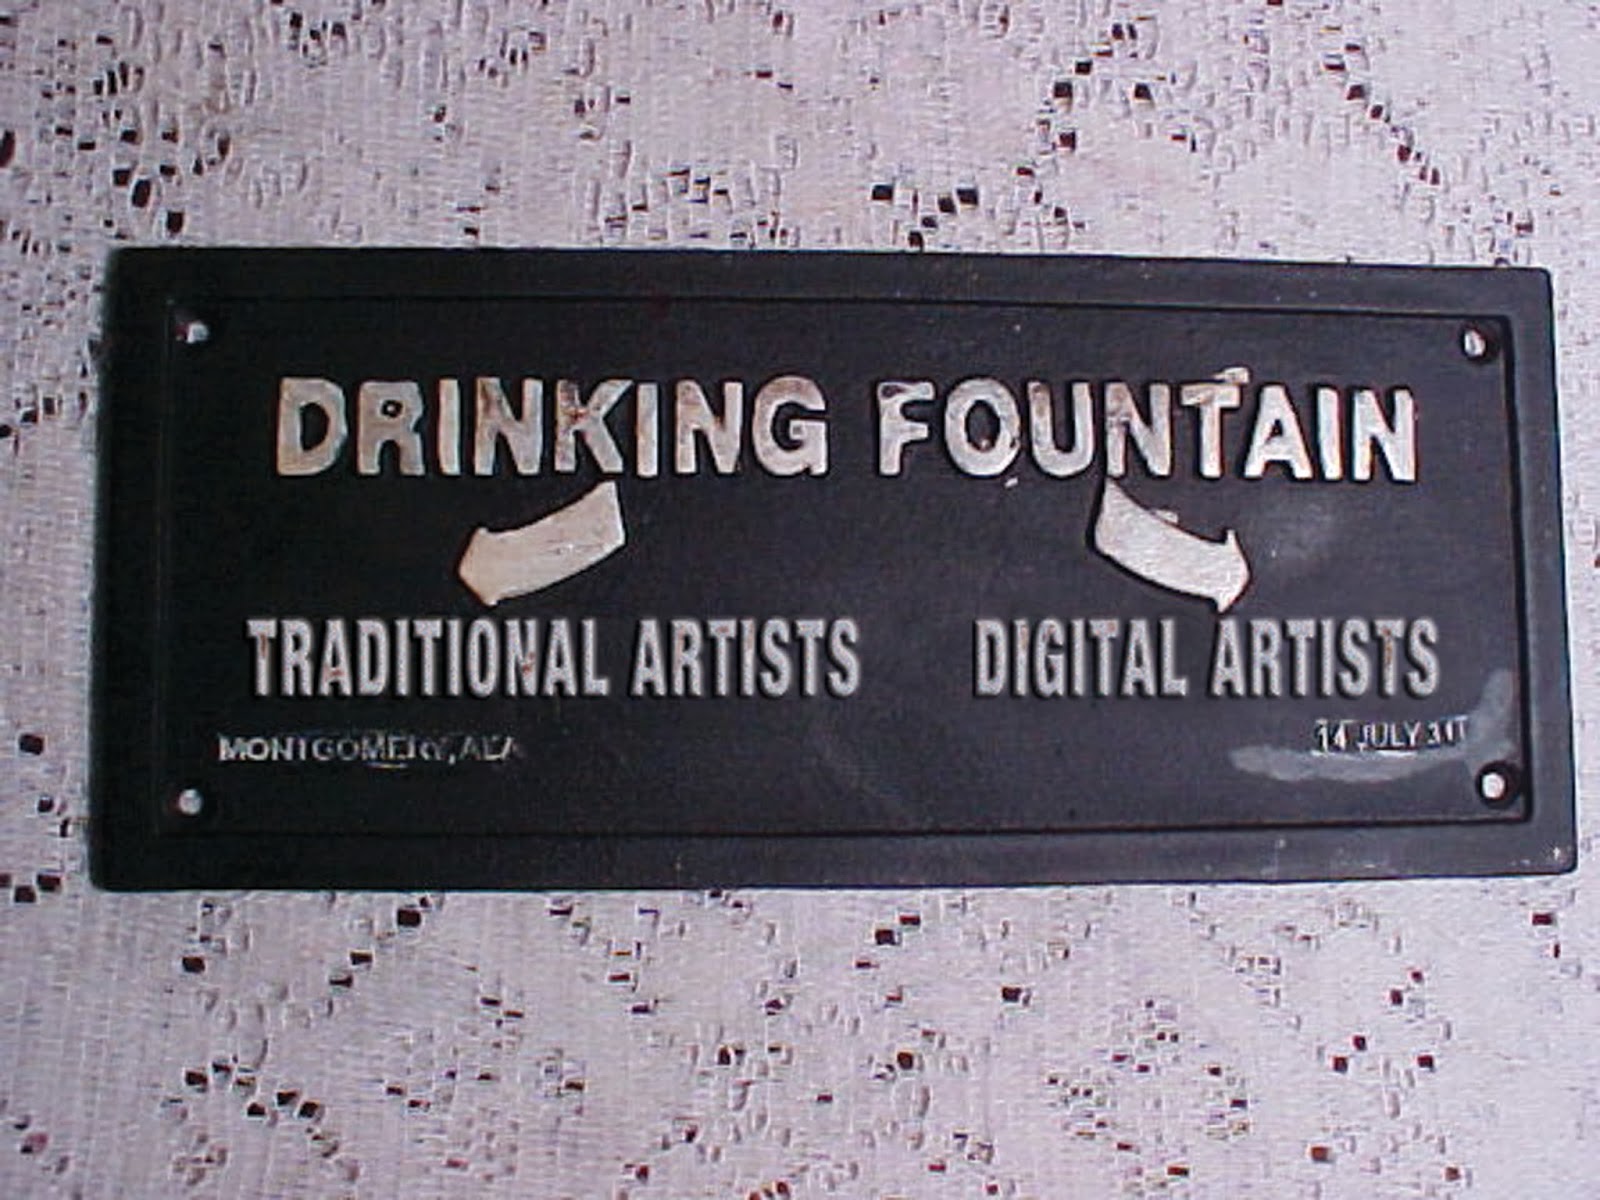 DRINKING FOUNTAIN
TRADITIONAL ARTISTS DIGITAL ARTISTS
MONTGOMERY, ALA
14 JULY